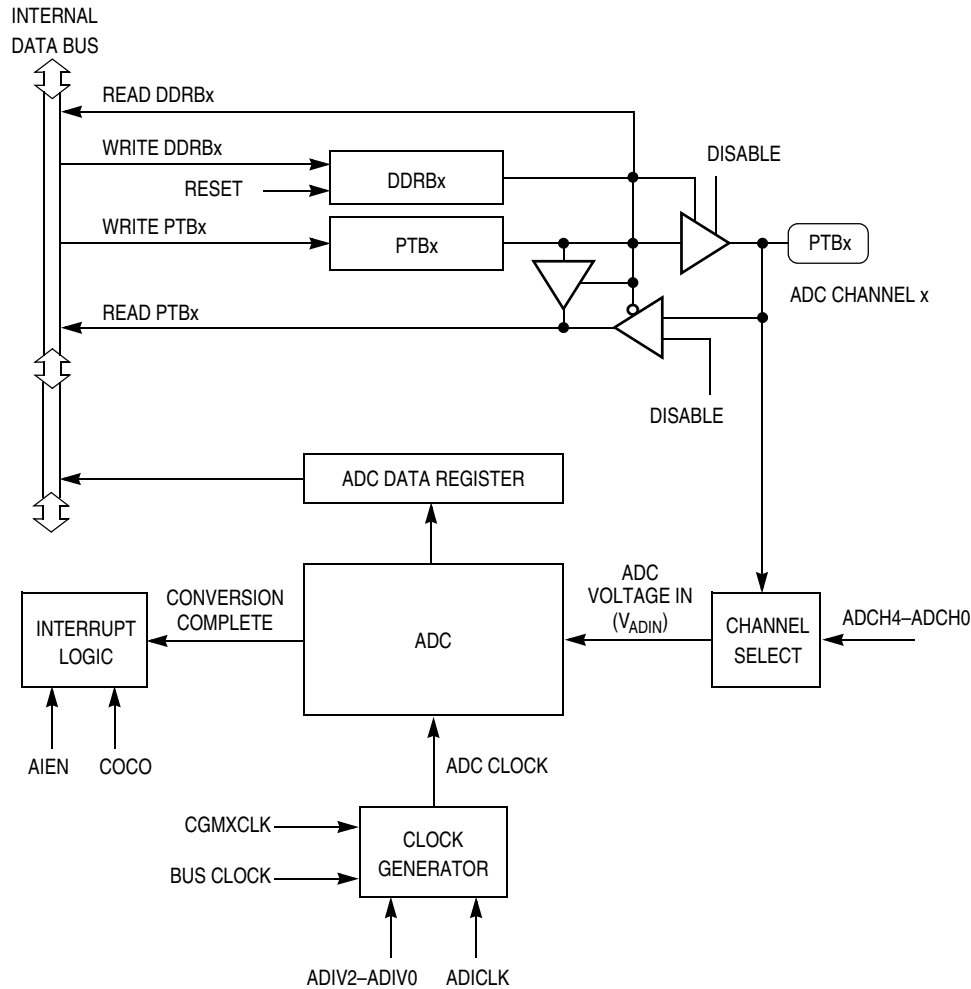 INTERNAL
DATA BUS
READ DDRBx
WRITE DDRBx
DISABLE
DDRBx
RESET
WRITE PTBx
PTBx
PTBx
ADC CHANNEL x
READ PTBx
DISABLE
ADC DATA REGISTER
ADC
VOLTAGE IN
(VADIN)
CONVERSION
COMPLETE
INTERRUPT
LOGIC
ADC
CHANNEL
SELECT
ADCH4–ADCH0
AIEN
COCO
ADC CLOCK
CGMXCLK
CLOCK
GENERATOR
BUS CLOCK
ADIV2–ADIV0
ADICLK